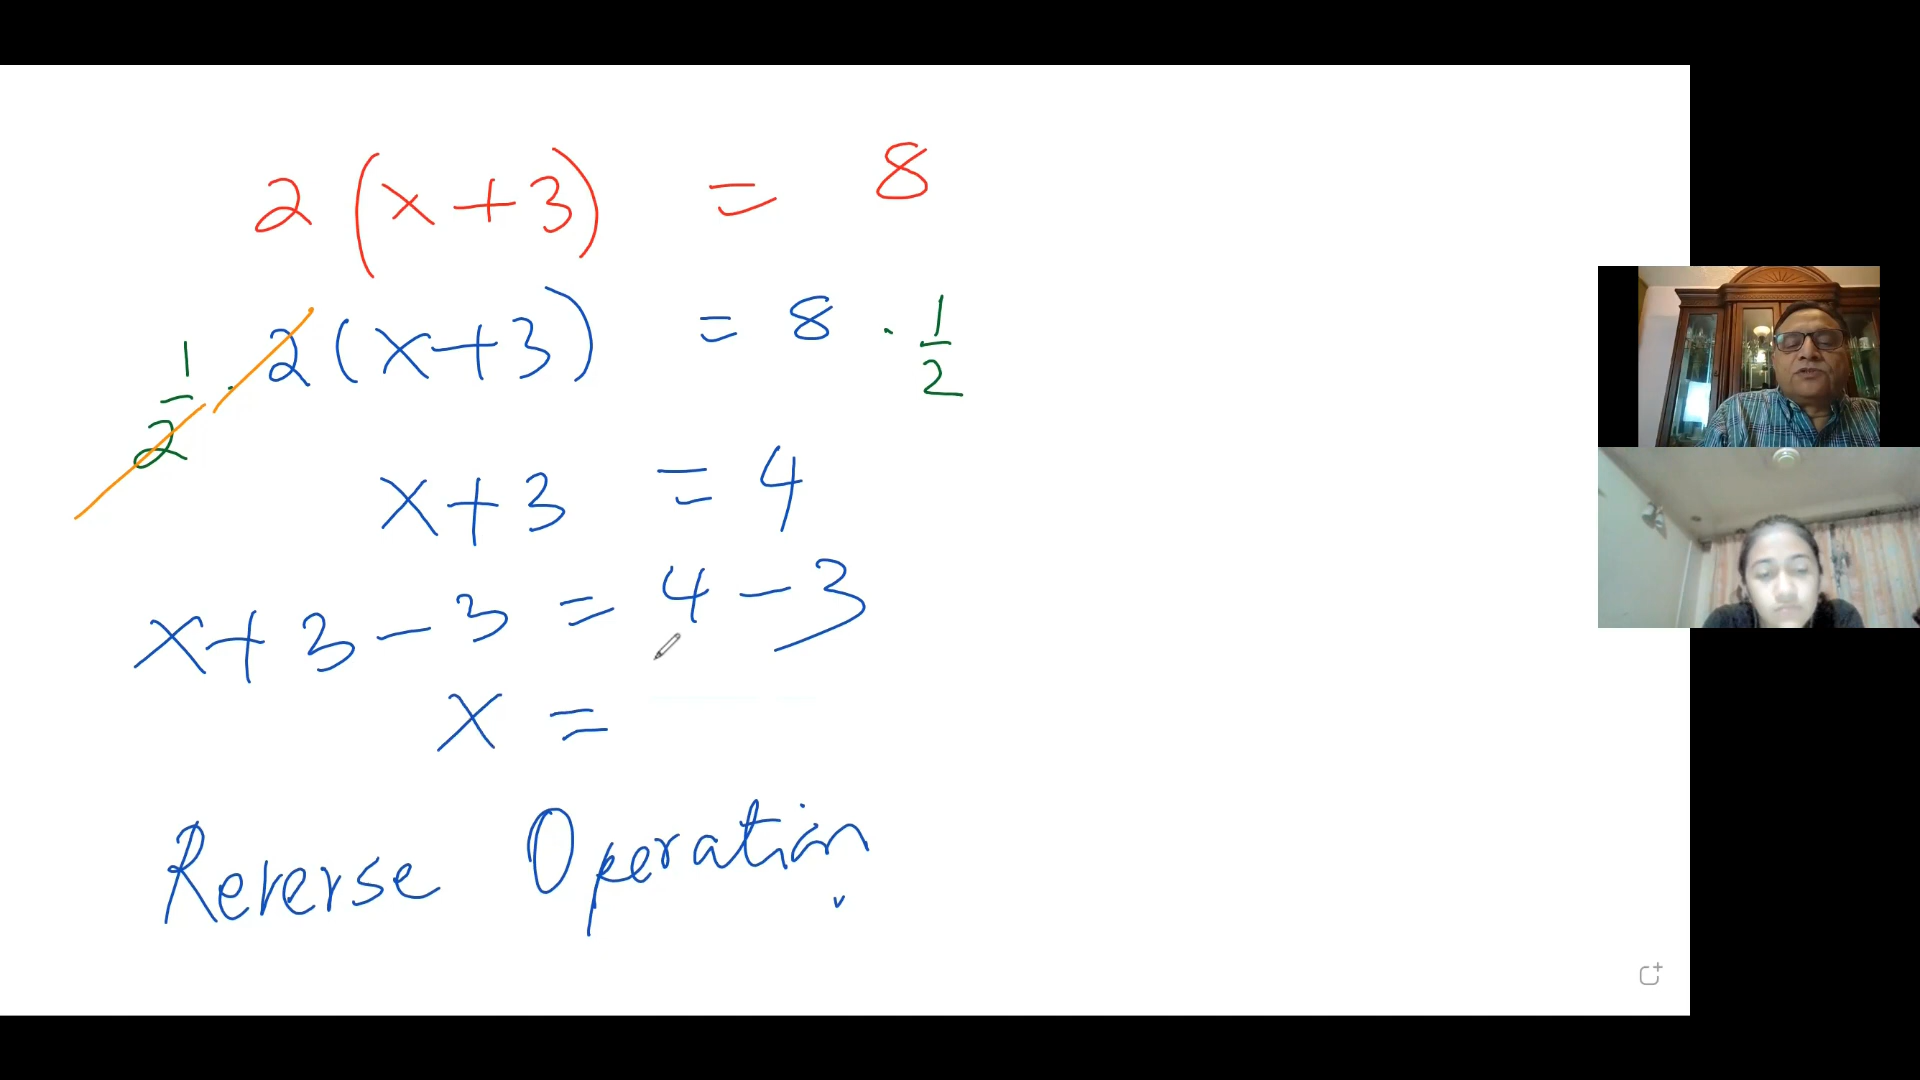 2 (x+3) = 8
1/2 · 2 (x+3) = 8 · 1/2
x+3 = 4
x+3-3 = 4-3
x =
Reverse Operation